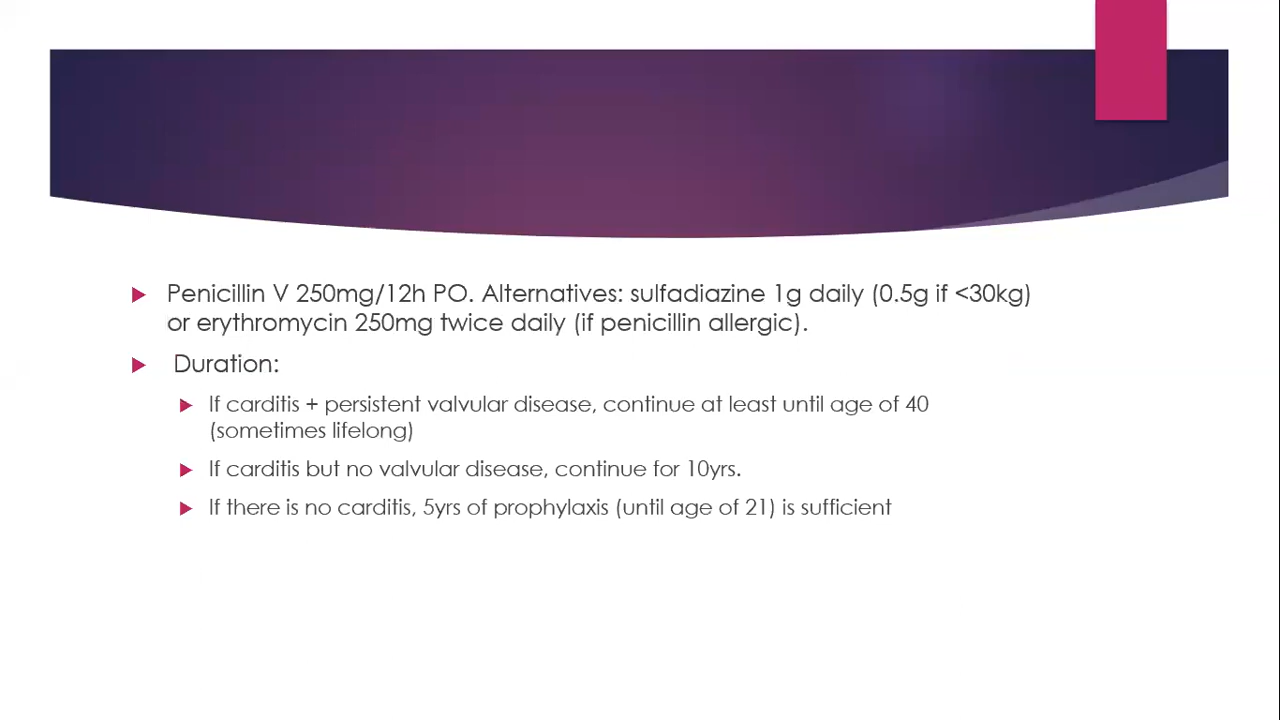 Penicillin V 250mg/12h PO. Alternatives: sulfadiazine 1g daily (0.5g if <30kg)
or erythromycin 250mg twice daily (if penicillin allergic).
Duration:
If carditis + persistent valvular disease, continue at least until age of 40
(sometimes lifelong)
If carditis but no valvular disease, continue for 10yrs.
If there is no carditis, 5yrs of prophylaxis (until age of 21) is sufficient